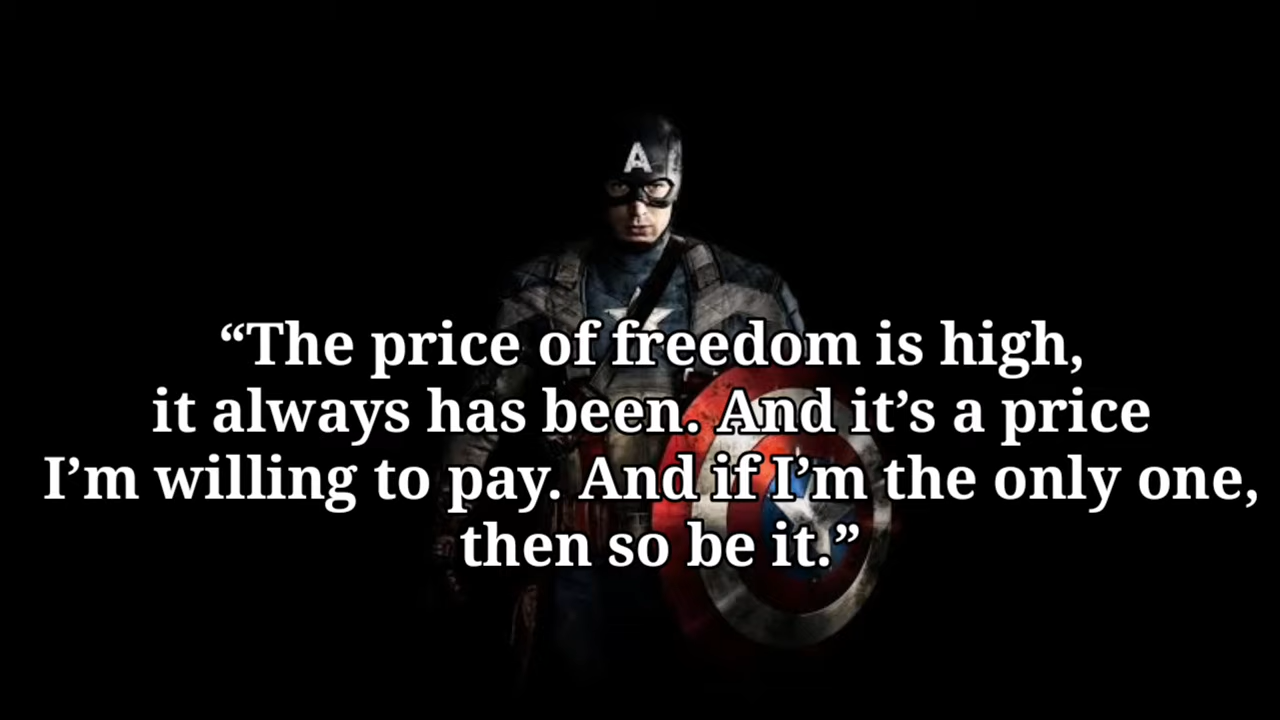 A
“The price of freedom is high,
it always has been. And it’s a price
I’m willing to pay. And if I’m the only one,
then so be it.”